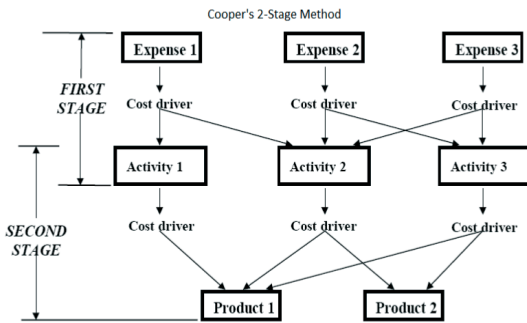 Cooper's 2-Stage Method
Expense 1 Expense 2 Expense 3
FIRST
STAGE
Cost driver Cost driver Cost driver
Activity 1 Activity 2 Activity 3
SECOND
STAGE
Cost driver Cost driver Cost driver
Product 1 Product 2